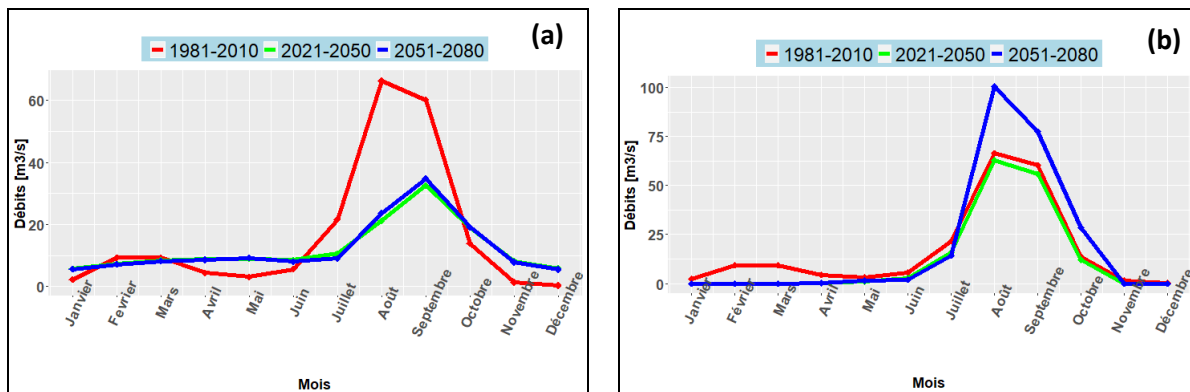 (a)
1981-2010 2021-2050 2051-2080
Débits [m3/s]
60
40
20
0
Janvier
Fevrier
Mars
Avril
Mai
Juin
Juillet
Août
Septembre
Octobre
Novembre
Décembre
Mois
(b)
1981-2010 2021-2050 2051-2080
Débits [m3/s]
100
75
50
25
0
Janvier
Février
Mars
Avril
Mai
Juin
Juillet
Août
Septembre
Octobre
Novembre
Décembre
Mois